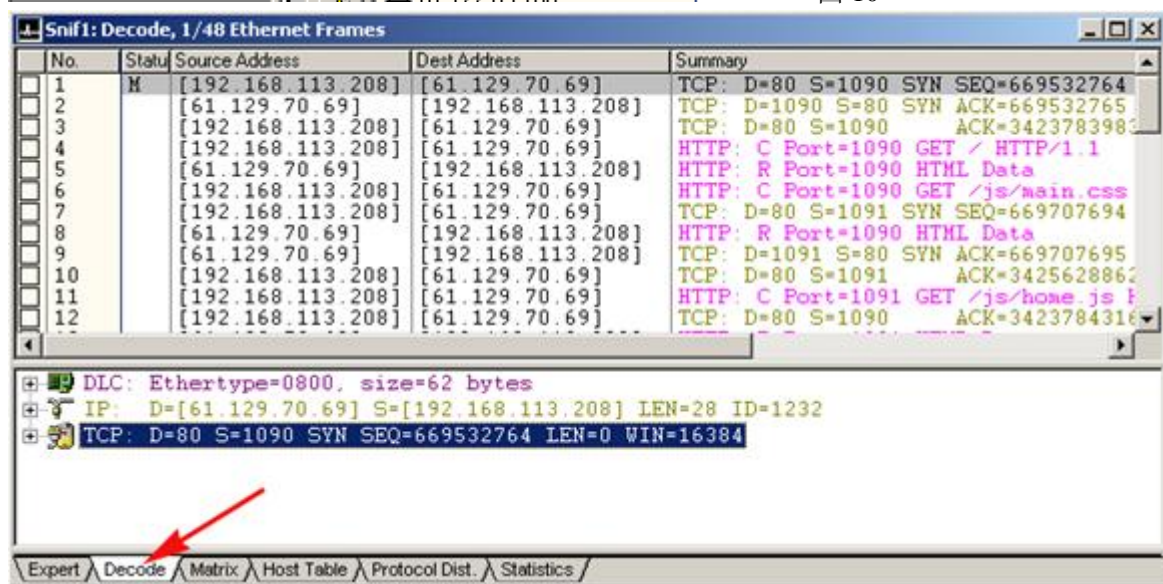 Snif1: Decode, 1/48 Ethernet Frames
No. Statu Source Address Dest Address Summary
1 M [192.168.113.208] [61.129.70.69] TCP: D=80 S=1090 SYN SEQ=669532764
2 [61.129.70.69] [192.168.113.208] TCP: D=1090 S=80 SYN ACK=669532765
3 [192.168.113.208] [61.129.70.69] TCP: D=80 S=1090 ACK=3423783983
4 [192.168.113.208] [61.129.70.69] HTTP: C Port=1090 GET / HTTP/1.1
5 [61.129.70.69] [192.168.113.208] HTTP: R Port=1090 HTML Data
6 [192.168.113.208] [61.129.70.69] HTTP: C Port=1090 GET /js/main.css
7 [192.168.113.208] [61.129.70.69] TCP: D=80 S=1091 SYN SEQ=669707694
8 [61.129.70.69] [192.168.113.208] HTTP: R Port=1090 HTML Data
9 [61.129.70.69] [192.168.113.208] TCP: D=1091 S=80 SYN ACK=669707695
10 [192.168.113.208] [61.129.70.69] TCP: D=80 S=1091 ACK=3425628862
11 [192.168.113.208] [61.129.70.69] HTTP: C Port=1091 GET /js/home.js
12 [192.168.113.208] [61.129.70.69] TCP: D=80 S=1090 ACK=3423784316
DLC: Ethertype=0800, size=62 bytes
IP: D=[61.129.70.69] S=[192.168.113.208] LEN=28 ID=1232
TCP: D=80 S=1090 SYN SEQ=669532764 LEN=0 WIN=16384
Expert Decode Matrix Host Table Protocol Dist. Statistics